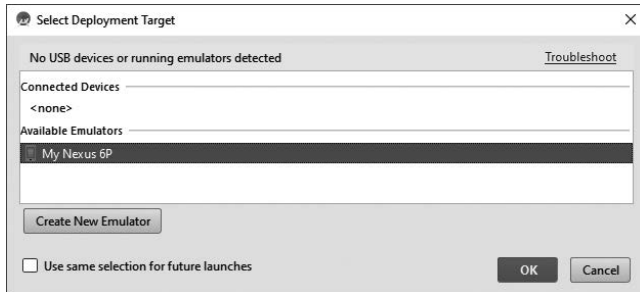 Select Deployment Target
No USB devices or running emulators detected Troubleshoot
Connected Devices
<none>
Available Emulators
My Nexus 6P
Create New Emulator
Use same selection for future launches
OK Cancel